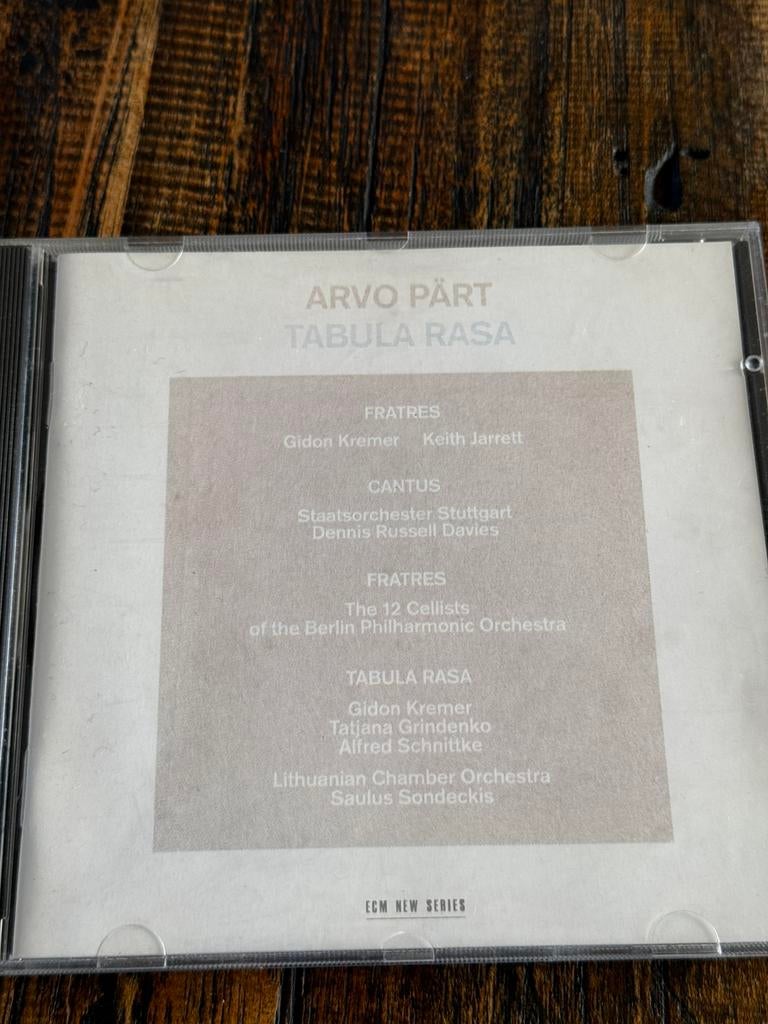 ARVO PÄRT
TABULA RASA
FRATRES
Gidon Kremer Keith Jarrett
CANTUS
Staatsorchester Stuttgart
Dennis Russell Davies
FRATRES
The 12 Cellists
of the Berlin Philharmonic Orchestra
TABULA RASA
Gidon Kremer
Tatjana Grindenko
Alfred Schnittke
Lithuanian Chamber Orchestra
Saulus Sondeckis
ECM NEW SERIES